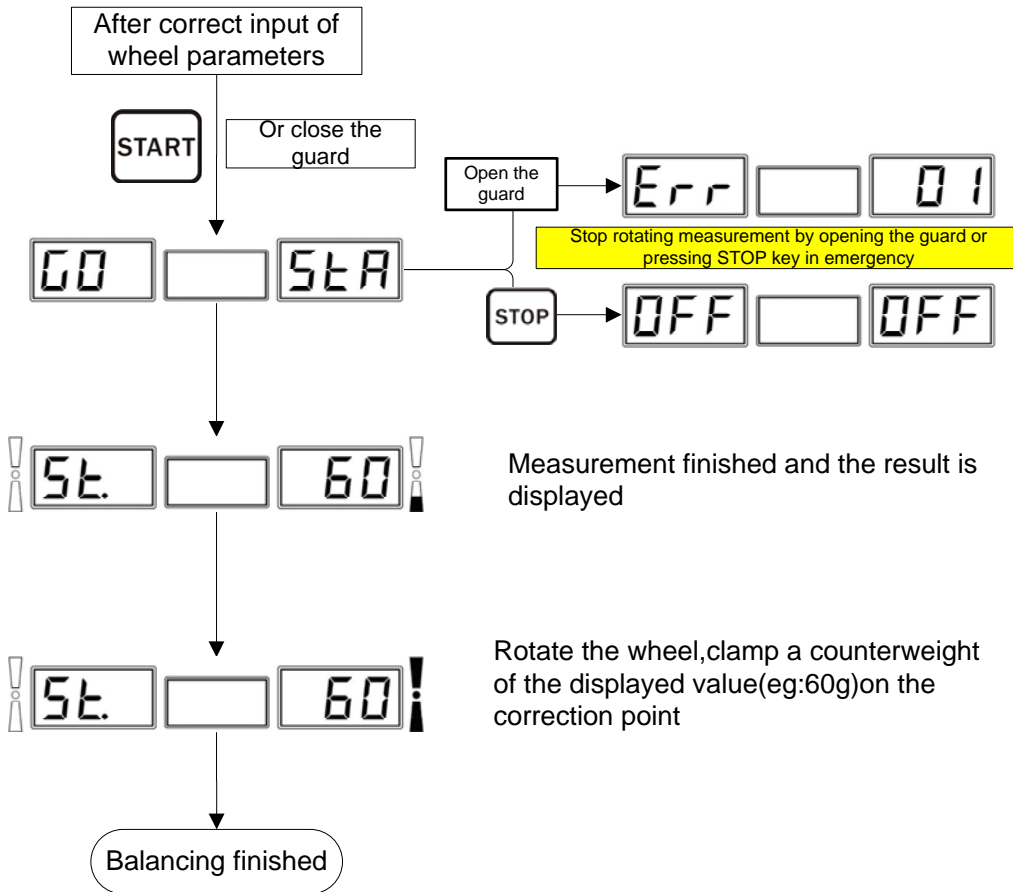 After correct input of
wheel parameters
START
Or close the
guard
Open the
guard
Err 01
Stop rotating measurement by opening the guard or
pressing STOP key in emergency
GO StA
STOP
OFF OFF
St. 60
Measurement finished and the result is
displayed
St. 60
Rotate the wheel,clamp a counterweight
of the displayed value(eg:60g)on the
correction point
Balancing finished